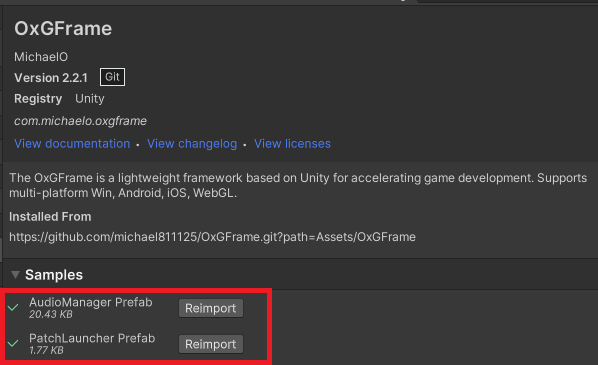 OxGFrame
MichaelO
Version 2.2.1 Git
Registry Unity
com.michaelo.oxgframe
View documentation • View changelog • View licenses
The OxGFrame is a lightweight framework based on Unity for accelerating game development. Supports
multi-platform Win, Android, iOS, WebGL.
Installed From
https://github.com/michael811125/OxGFrame.git?path=Assets/OxGFrame
Samples
AudioManager Prefab Reimport
20.43 KB
PatchLauncher Prefab Reimport
1.77 KB